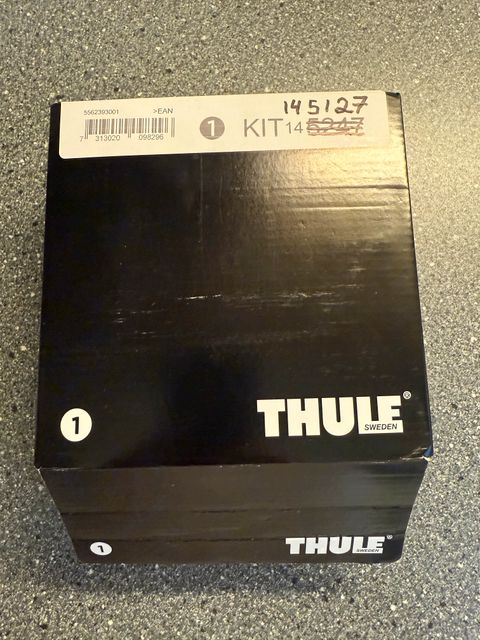 145127
5562393001 >EAN
1 KIT 145247
7 313020 098296
1 THULE®
SWEDEN
1 THULE®
SWEDEN